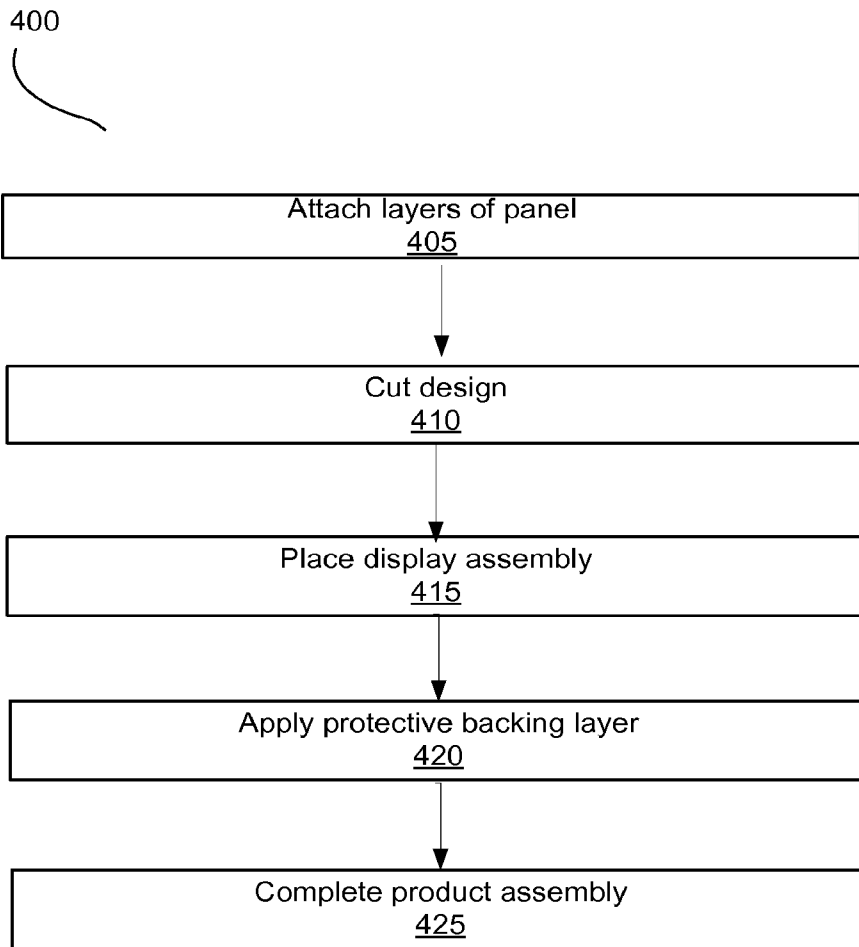 400
Attach layers of panel
405
Cut design
410
Place display assembly
415
Apply protective backing layer
420
Complete product assembly
425